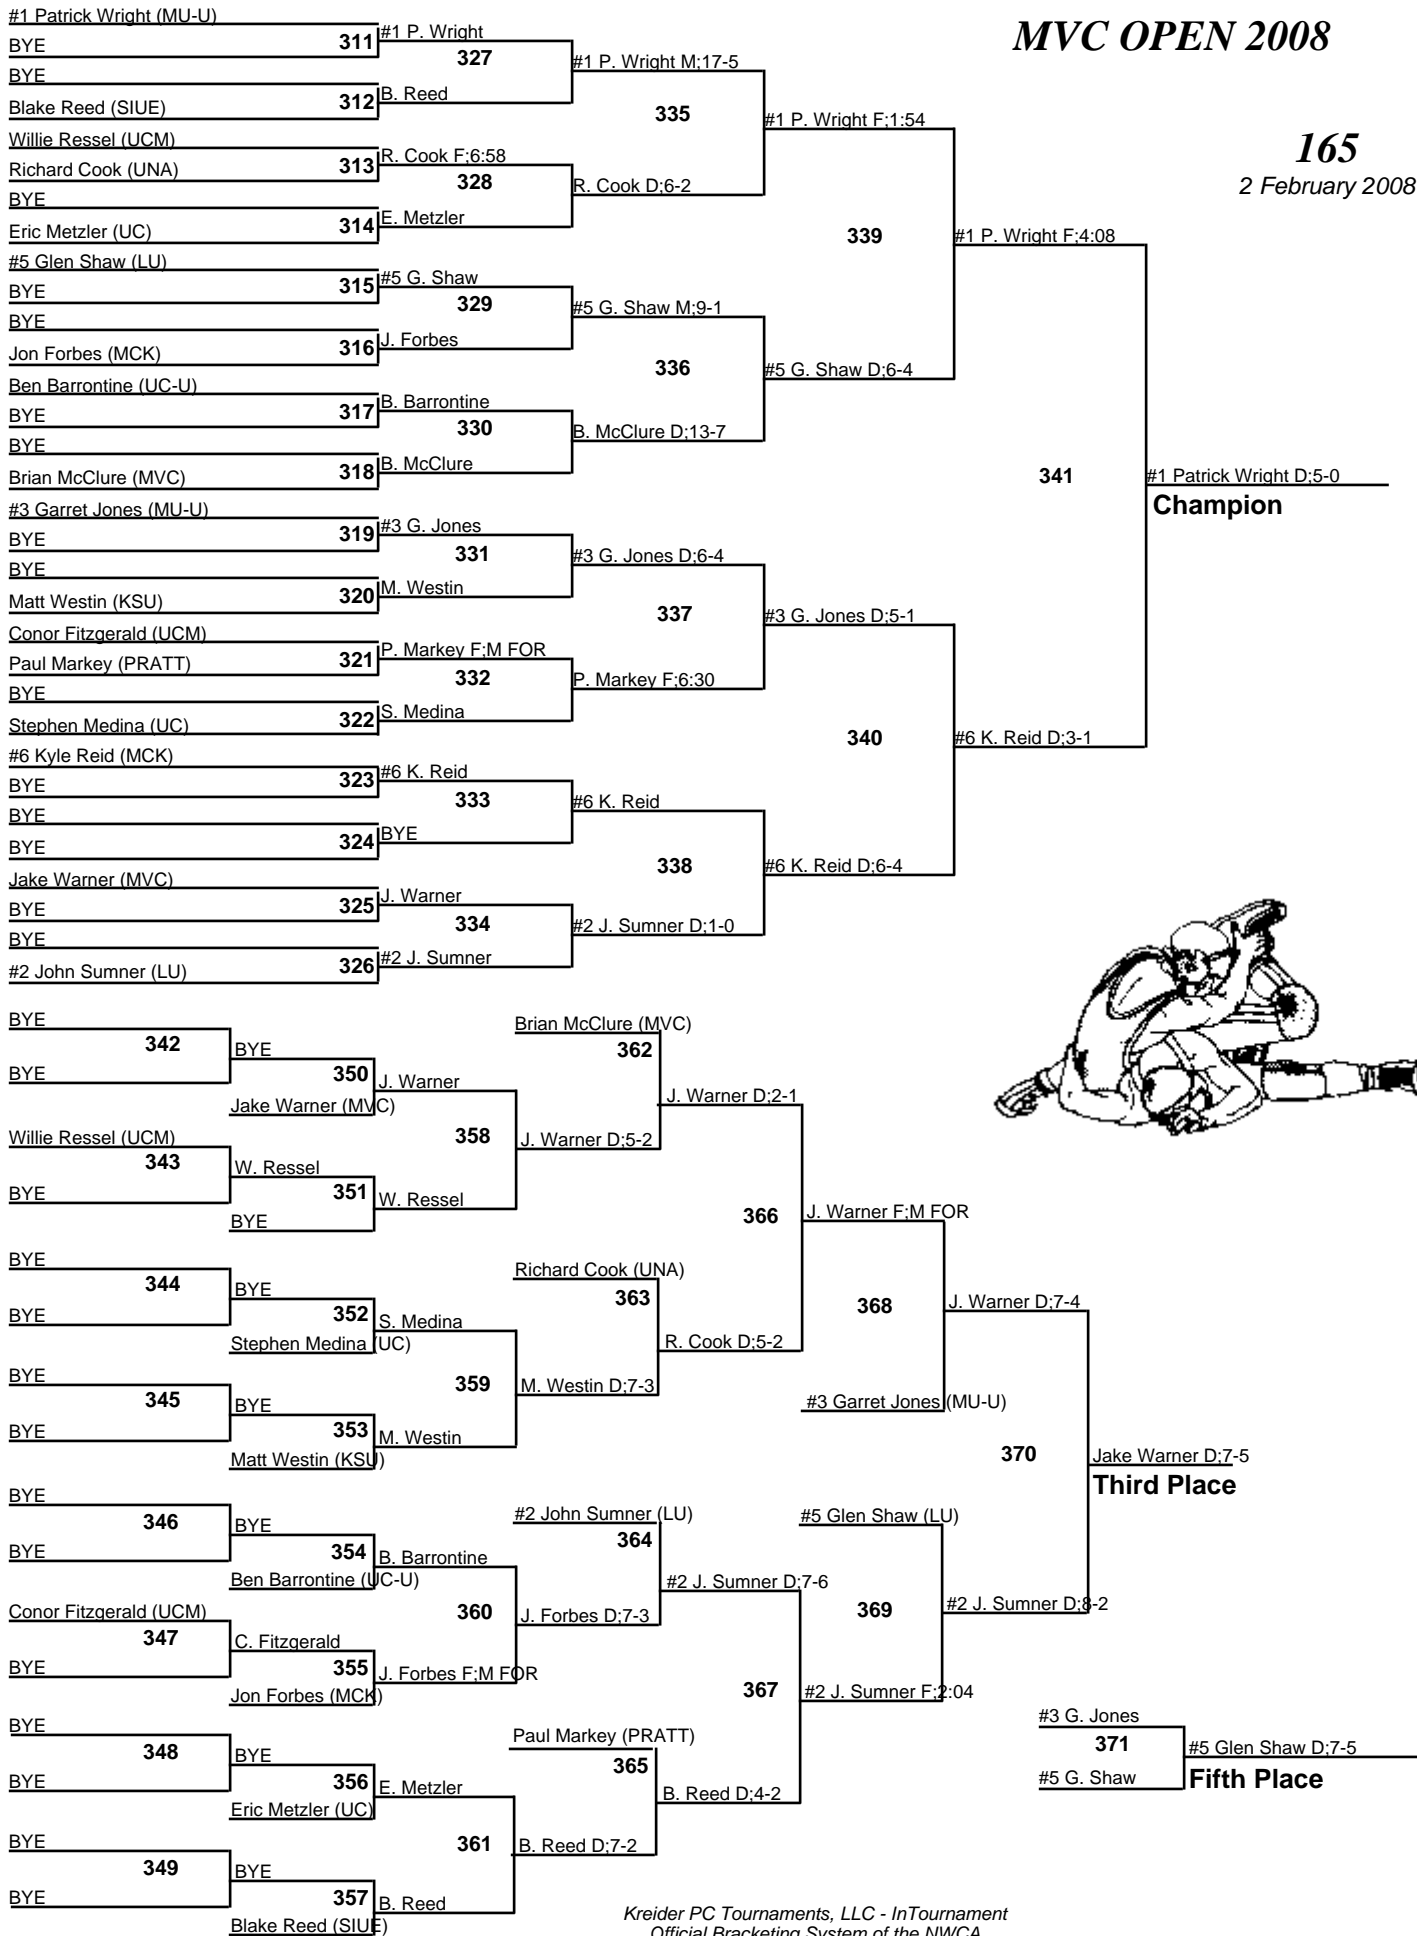 MVC OPEN 2008
165
2 February 2008
#1 Patrick Wright (MU-U)
BYE
311
BYE
Blake Reed (SIUE)
312
Willie Ressel (UCM)
Richard Cook (UNA)
313
BYE
Eric Metzler (UC)
314
#5 Glen Shaw (LU)
BYE
315
BYE
Jon Forbes (MCK)
316
Ben Barrontine (UC-U)
BYE
317
BYE
Brian McClure (MVC)
318
#3 Garret Jones (MU-U)
BYE
319
BYE
Matt Westin (KSU)
320
Conor Fitzgerald (UCM)
Paul Markey (PRATT)
321
BYE
Stephen Medina (UC)
322
#6 Kyle Reid (MCK)
BYE
323
BYE
BYE
324
Jake Warner (MVC)
BYE
325
BYE
#2 John Sumner (LU)
326
#1 P. Wright
327
B. Reed
R. Cook F;6:58
328
E. Metzler
#5 G. Shaw
329
J. Forbes
B. Barrontine
330
B. McClure
#3 G. Jones
331
M. Westin
P. Markey F;M FOR
332
S. Medina
#6 K. Reid
333
BYE
J. Warner
334
#2 J. Sumner
#1 P. Wright M;17-5
335
R. Cook D;6-2
#5 G. Shaw M;9-1
336
B. McClure D;13-7
#3 G. Jones D;6-4
337
P. Markey F;6:30
#6 K. Reid
338
#2 J. Sumner D;1-0
#1 P. Wright F;1:54
339
#5 G. Shaw D;6-4
#3 G. Jones D;5-1
340
#6 K. Reid D;6-4
#1 P. Wright F;4:08
341
#6 K. Reid D;3-1
#1 Patrick Wright D;5-0
Champion
BYE
342
BYE
Willie Ressel (UCM)
343
BYE
BYE
344
BYE
BYE
345
BYE
BYE
346
BYE
Conor Fitzgerald (UCM)
347
BYE
BYE
348
BYE
BYE
349
BYE
BYE
350
Jake Warner (MVC)
W. Ressel
351
BYE
BYE
352
Stephen Medina (UC)
BYE
353
Matt Westin (KSU)
BYE
354
Ben Barrontine (UC-U)
C. Fitzgerald
355
Jon Forbes (MCK)
BYE
356
Eric Metzler (UC)
BYE
357
Blake Reed (SIUE)
J. Warner
358
W. Ressel
S. Medina
359
M. Westin
B. Barrontine
360
J. Forbes F;M FOR
E. Metzler
361
B. Reed
Brian McClure (MVC)
362
J. Warner D;5-2
Richard Cook (UNA)
363
M. Westin D;7-3
#2 John Sumner (LU)
364
J. Forbes D;7-3
Paul Markey (PRATT)
365
B. Reed D;7-2
J. Warner D;2-1
366
R. Cook D;5-2
#2 J. Sumner D;7-6
367
B. Reed D;4-2
J. Warner F;M FOR
368
#3 Garret Jones (MU-U)
#5 Glen Shaw (LU)
369
#2 J. Sumner F;2:04
J. Warner D;7-4
370
#2 J. Sumner D;8-2
Jake Warner D;7-5
Third Place
#3 G. Jones
371
#5 G. Shaw
#5 Glen Shaw D;7-5
Fifth Place
Kreider PC Tournaments, LLC - InTournament
Official Bracketing System of the NWCA